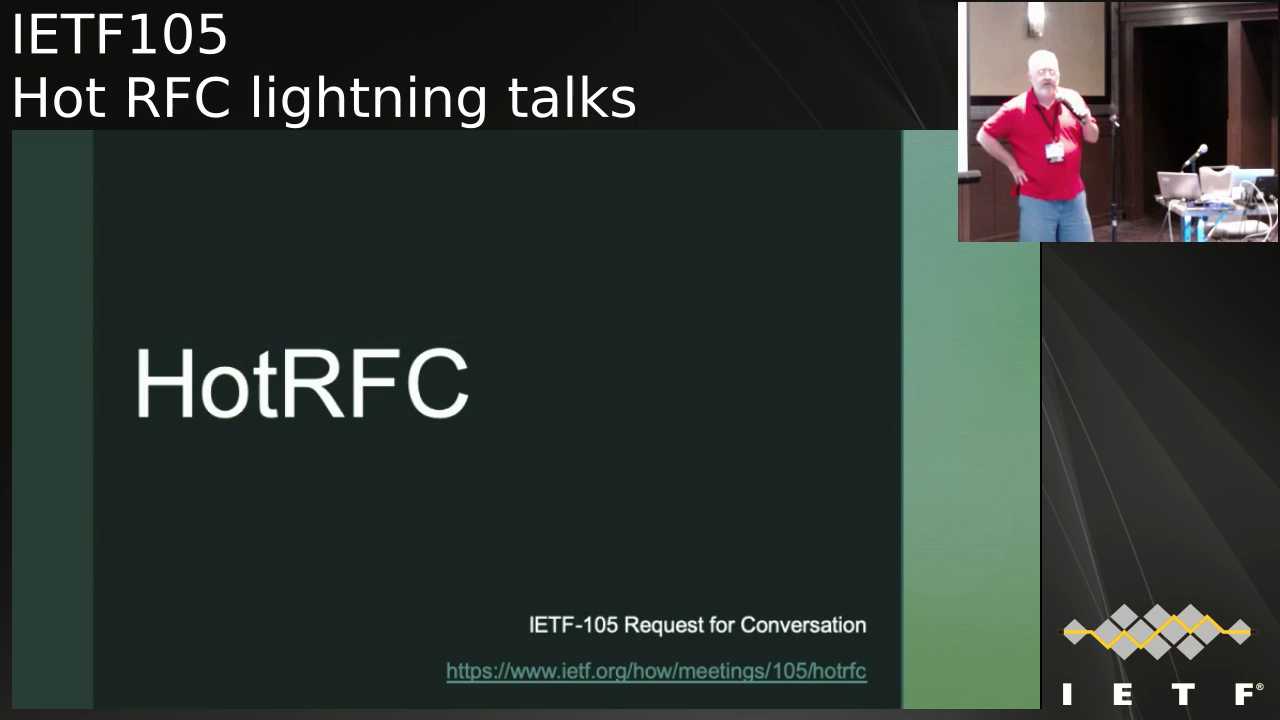 IETF105
Hot RFC lightning talks
HotRFC
IETF-105 Request for Conversation
https://www.ietf.org/how/meetings/105/hotrfc
I E T F®